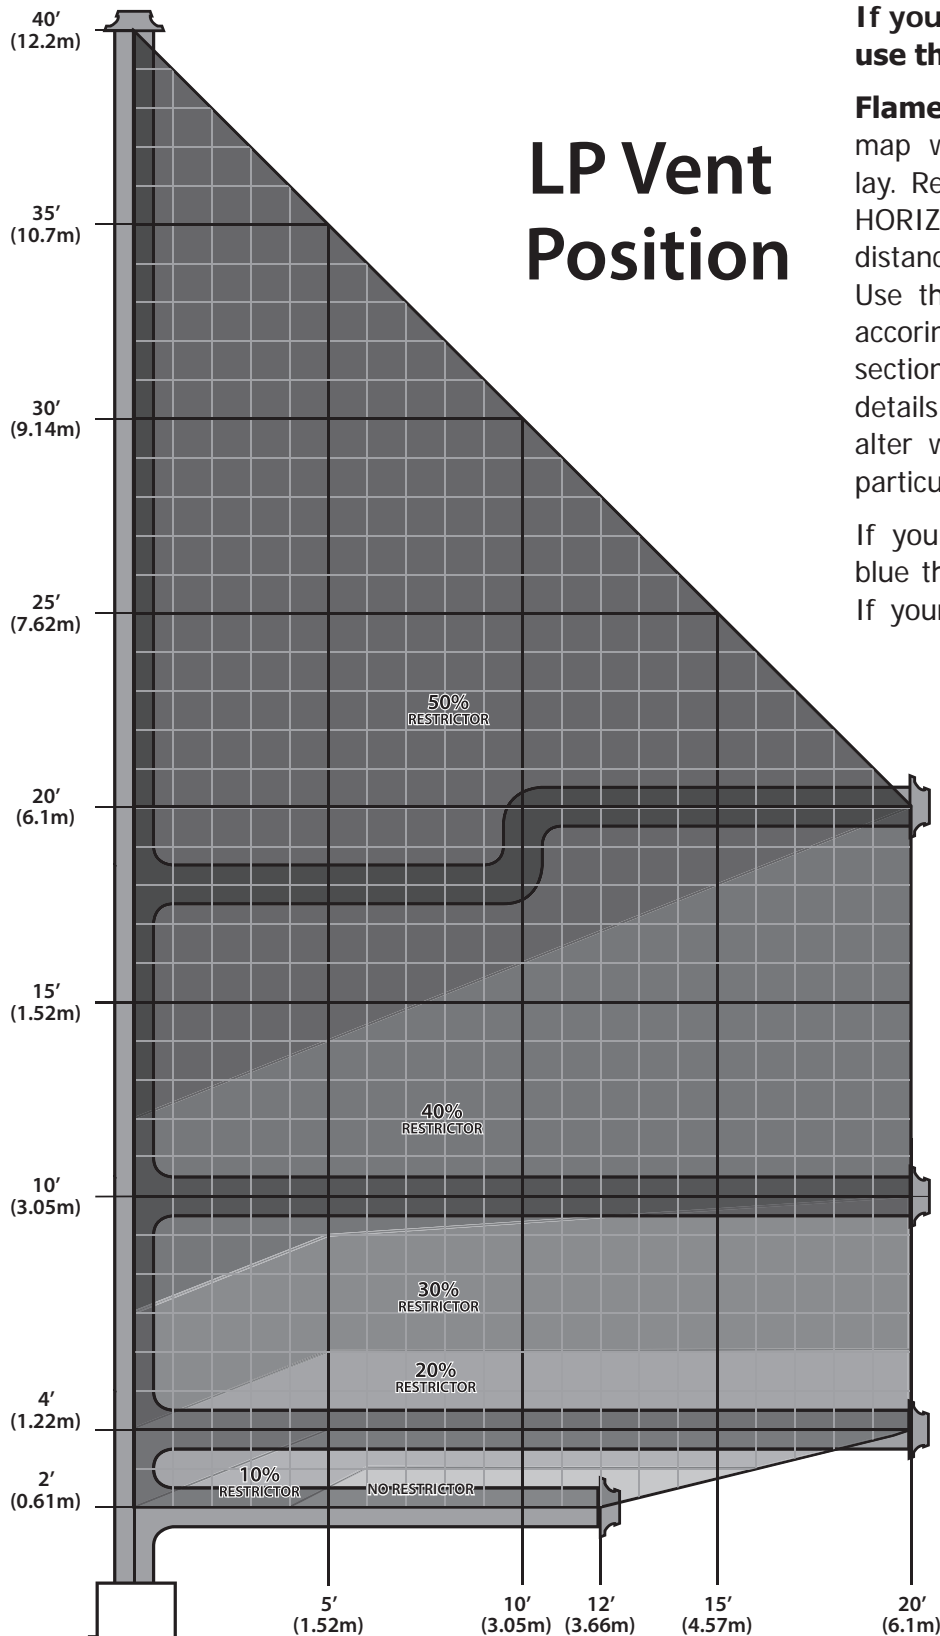 40′
(12.2m)
35′
(10.7m)
30′
(9.14m)
25′
(7.62m)
20′
(6.1m)
15′
(1.52m)
10′
(3.05m)
4′
(1.22m)
2′
(0.61m)
LP Vent
Position
50%
RESTRICTOR
40%
RESTRICTOR
30%
RESTRICTOR
20%
RESTRICTOR
10%
RESTRICTOR
NO RESTRICTOR
5′
(1.52m)
10′
(3.05m)
12′
(3.66m)
15′
(4.57m)
20′
(6.1m)
If you
use th
Flame
map w
lay. Re
HORIZ
distanc
Use th
accorin
section
details
alter w
particu
If you
blue th
If your